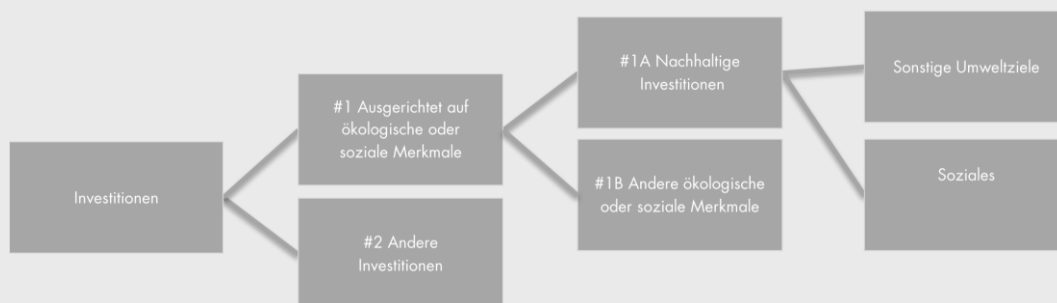 Investitionen
#1 Ausgerichtet auf
ökologische oder
soziale Merkmale
#2 Andere
Investitionen
#1A Nachhaltige
Investitionen
#1B Andere ökologische
oder soziale Merkmale
Sonstige Umweltziele
Soziales